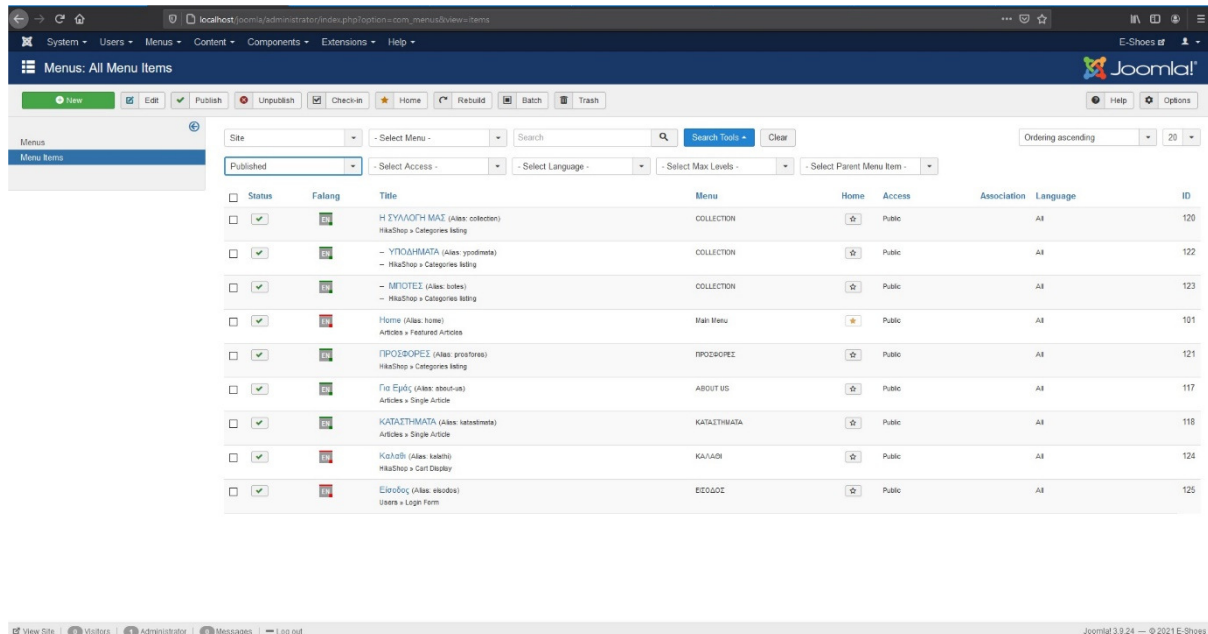 localhost/joomla/administrator/index.php?option=com_menus&view=items
System Users Menus Content Components Extensions Help E-Shoes
Menus: All Menu Items Joomla!
New Edit Publish Unpublish Check-in Home Rebuild Batch Trash Help Options
Menus
Menu Items
Site - Select Menu - Search Search Tools Clear Ordering ascending 20
Published - Select Access - - Select Language - - Select Max Levels - - Select Parent Menu Item -
Status Falang Title Menu Home Access Association Language ID
EN Η ΣΥΛΛΟΓΗ ΜΑΣ (Alias: collection) COLLECTION Public All 120
HikaShop » Categories listing
EN – ΥΠΟΔΗΜΑΤΑ (Alias: ypodimata) COLLECTION Public All 122
– HikaShop » Categories listing
EN – ΜΠΟΤΕΣ (Alias: botes) COLLECTION Public All 123
– HikaShop » Categories listing
EN Home (Alias: home) Main Menu Public All 101
Articles » Featured Articles
EN ΠΡΟΣΦΟΡΕΣ (Alias: prosfores) ΠΡΟΣΦΟΡΕΣ Public All 121
HikaShop » Categories listing
EN Για Εμάς (Alias: about-us) ABOUT US Public All 117
Articles » Single Article
EN ΚΑΤΑΣΤΗΜΑΤΑ (Alias: katastimata) ΚΑΤΑΣΤΗΜΑΤΑ Public All 118
Articles » Single Article
EN Καλαθι (Alias: kalathi) ΚΑΛΑΘΙ Public All 124
HikaShop » Cart Display
EN Είσοδος (Alias: eisodos) ΕΙΣΟΔΟΣ Public All 125
Users » Login Form
View Site 0 Visitors 1 Administrator 0 Messages Log out Joomla! 3.9.24 — © 2021 E-Shoes